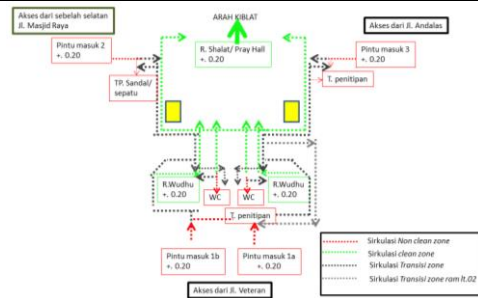 Akses dari sebelah selatan
Jl. Masjid Raya
ARAH KIBLAT
Akses dari Jl. Andalas
Pintu masuk 2
+. 0.20
R. Shalat/ Pray Hall
+. 0.20
Pintu masuk 3
+. 0.20
TP. Sandal/
sepatu
T. penitipan
R.Wudhu
+. 0.20
WC
WC
R.Wudhu
+. 0.20
T. penitipan
Pintu masuk 1b
+. 0.20
Pintu masuk 1a
+. 0.20
Akses dari Jl. Veteran
Sirkulasi Non clean zone
Sirkulasi clean zone
Sirkulasi Transisi zone
Sirkulasi Transisi zone ram lt.02